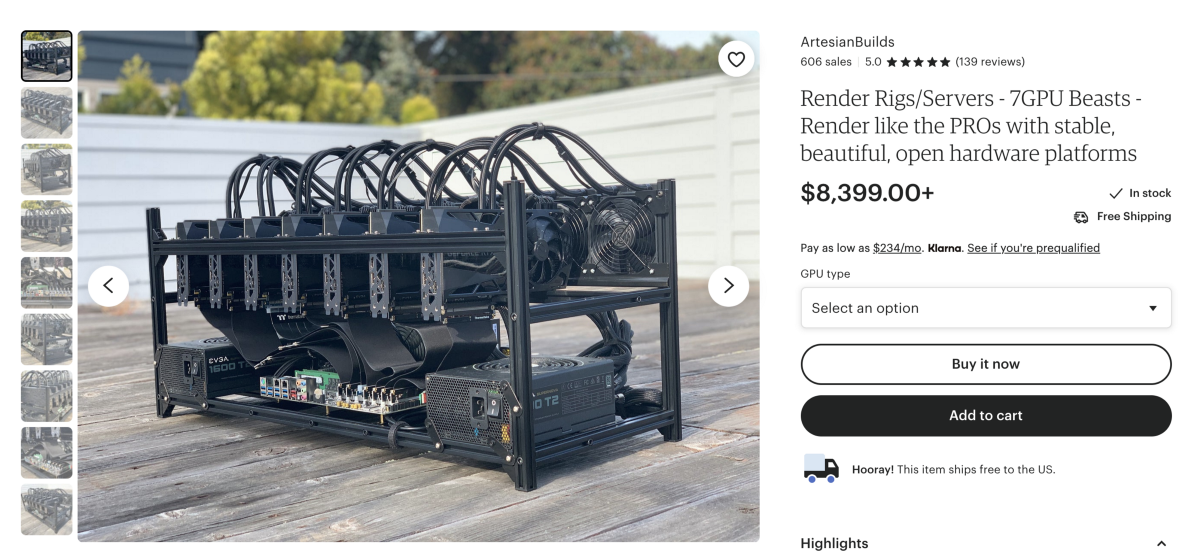 ArtesianBuilds
606 sales 5.0 ★★★★★ (139 reviews)
Render Rigs/Servers - 7GPU Beasts -
Render like the PROs with stable,
beautiful, open hardware platforms
$8,399.00+
In stock
Free Shipping
Pay as low as $234/mo. Klarna. See if you're prequalified
GPU type
Select an option
Buy it now
Add to cart
Hooray! This item ships free to the US.
Highlights
EVGA
1600 T2
0 T2